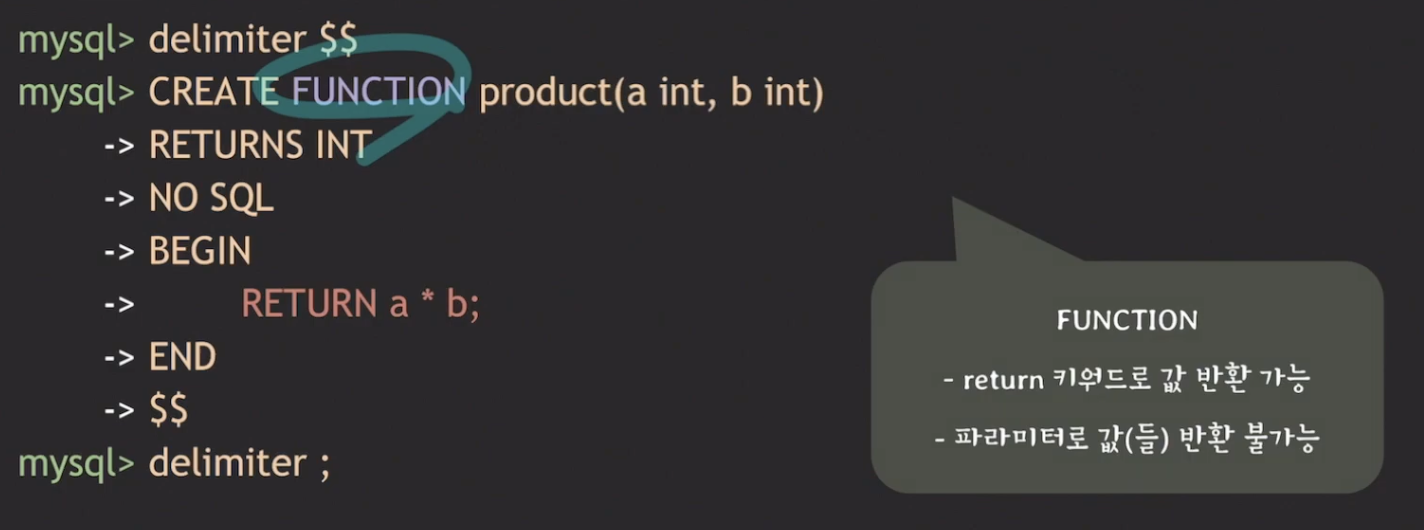 mysql> delimiter $$
mysql> CREATE FUNCTION product(a int, b int)
-> RETURNS INT
-> NO SQL
-> BEGIN
-> RETURN a * b;
-> END
-> $$
mysql> delimiter ;
FUNCTION
- return 키워드로 값 반환 가능
- 파라미터로 값(들) 반환 불가능